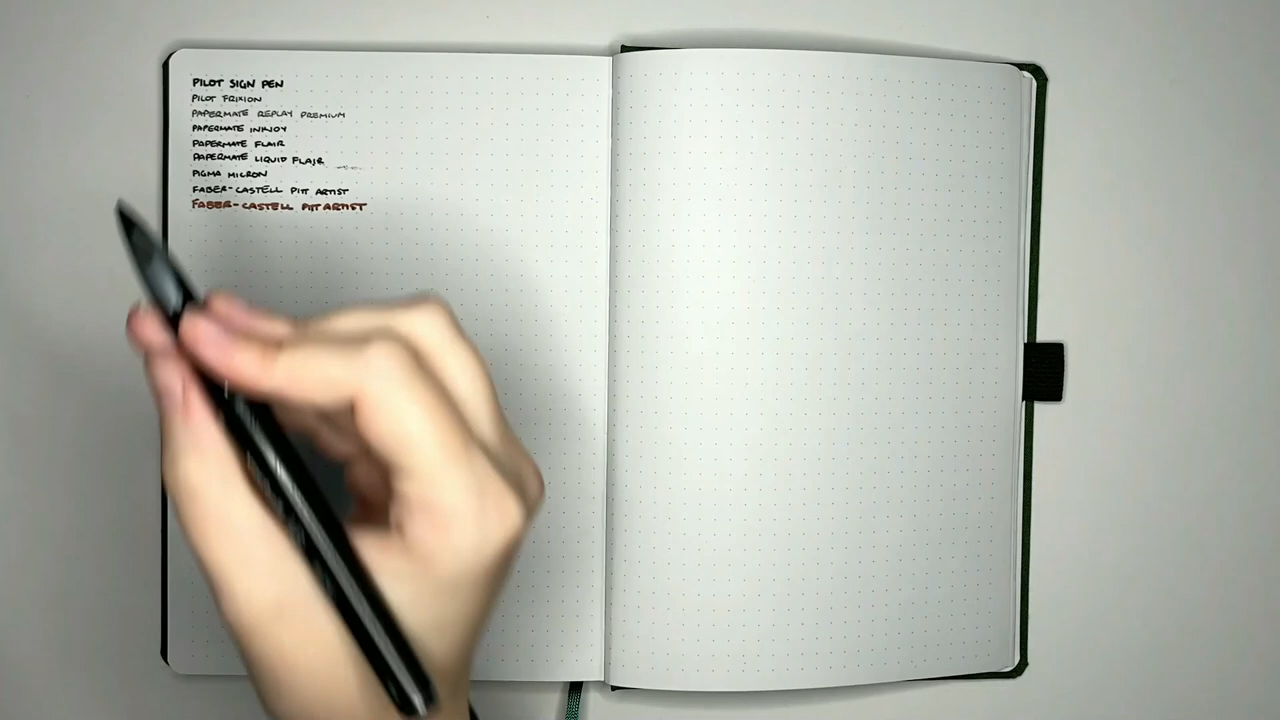 PILOT SIGN PEN
PILOT FRIXION
PAPERMATE REPLAY PREMIUM
PAPERMATE INKJOY
PAPERMATE FLAIR
PAPERMATE LIQUID FLAIR
PIGMA MICRON
FABER-CASTELL PITT ARTIST
FABER-CASTELL PITT ARTIST